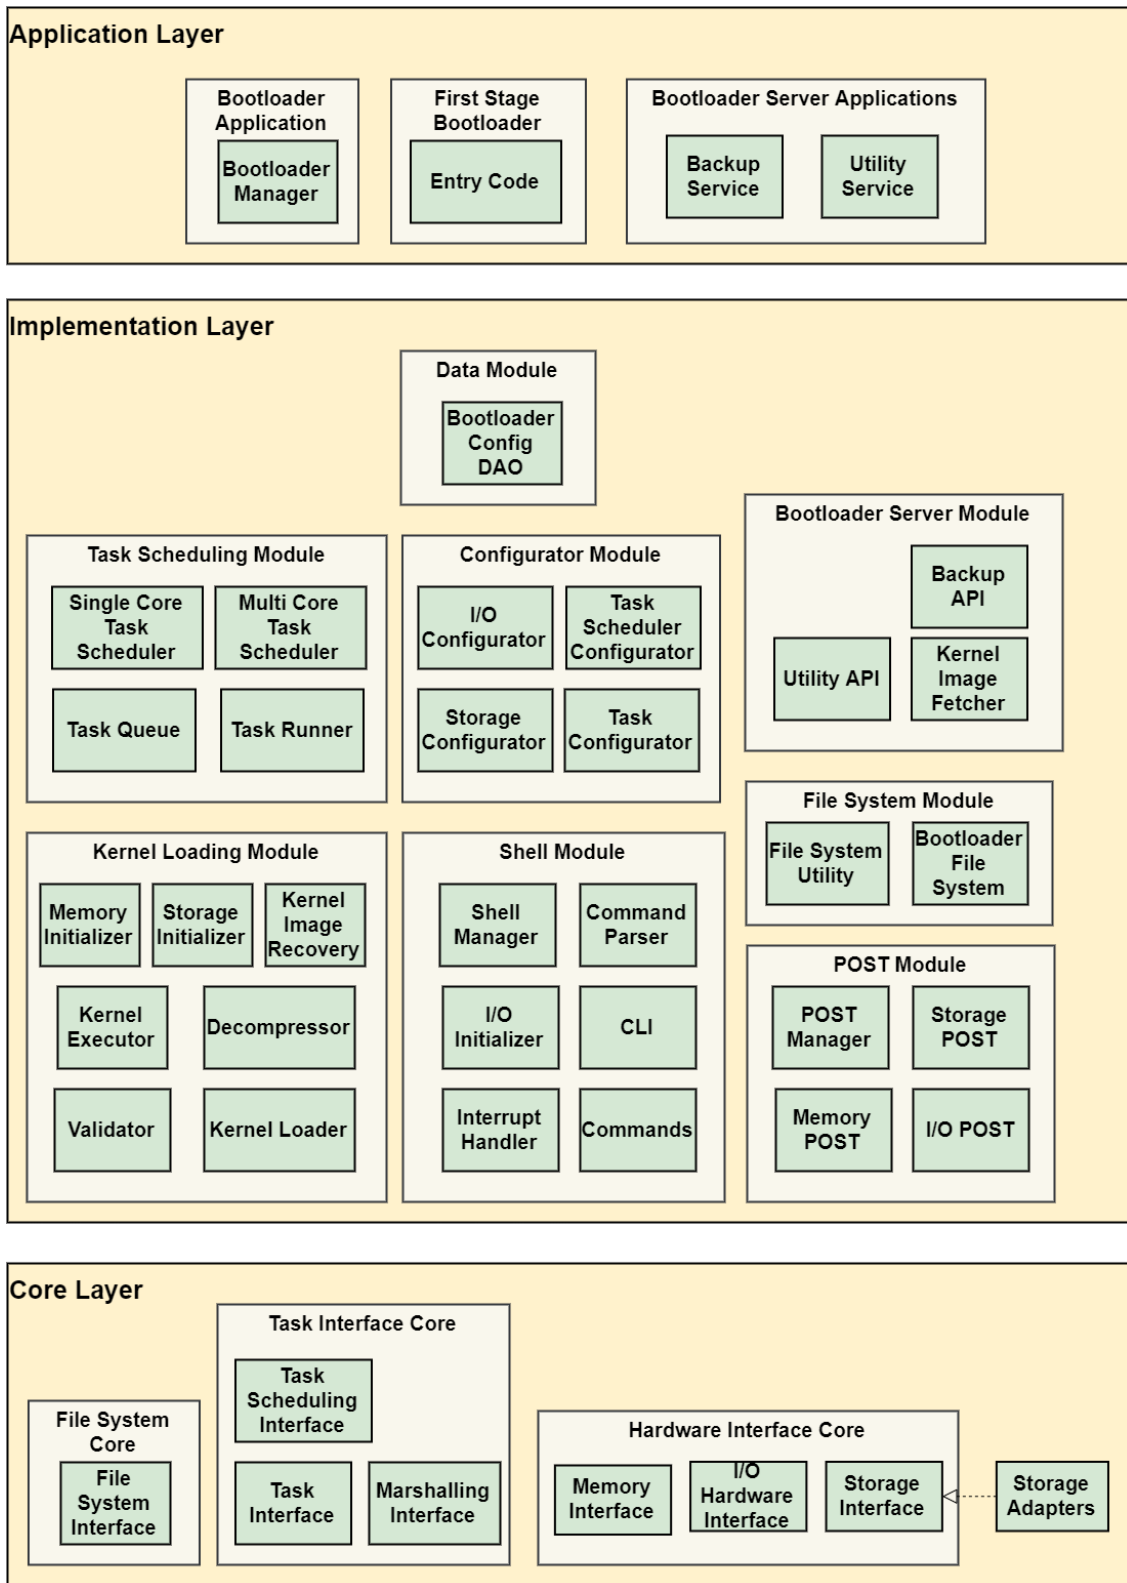 Application Layer
Bootloader
Application
Bootloader
Manager
First Stage
Bootloader
Entry Code
Bootloader Server Applications
Backup
Service
Utility
Service
Implementation Layer
Data Module
Bootloader
Config
DAO
Task Scheduling Module
Single Core
Task
Scheduler
Multi Core
Task
Scheduler
Task Queue
Task Runner
Configurator Module
I/O
Configurator
Task
Scheduler
Configurator
Storage
Configurator
Task
Configurator
Bootloader Server Module
Backup
API
Utility API
Kernel
Image
Fetcher
File System Module
File System
Utility
Bootloader
File
System
Kernel Loading Module
Memory
Initializer
Storage
Initializer
Kernel
Image
Recovery
Kernel
Executor
Decompressor
Validator
Kernel Loader
Shell Module
Shell
Manager
Command
Parser
I/O
Initializer
CLI
Interrupt
Handler
Commands
POST Module
POST
Manager
Storage
POST
Memory
POST
I/O POST
Core Layer
File System
Core
File
System
Interface
Task Interface Core
Task
Scheduling
Interface
Task
Interface
Marshalling
Interface
Hardware Interface Core
Memory
Interface
I/O
Hardware
Interface
Storage
Interface
Storage
Adapters